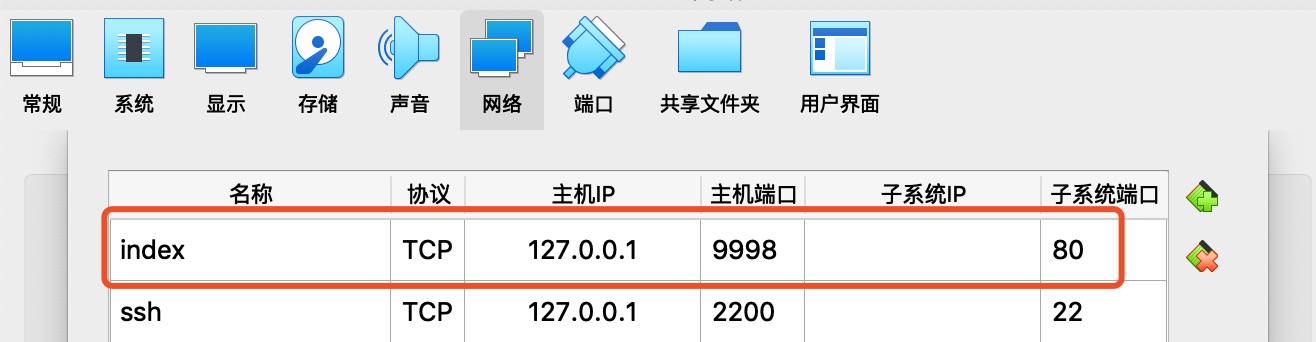 常规 系统 显示 存储 声音 网络 端口 共享文件夹 用户界面
名称 协议 主机IP 主机端口 子系统IP 子系统端口
index TCP 127.0.0.1 9998 80
ssh TCP 127.0.0.1 2200 22